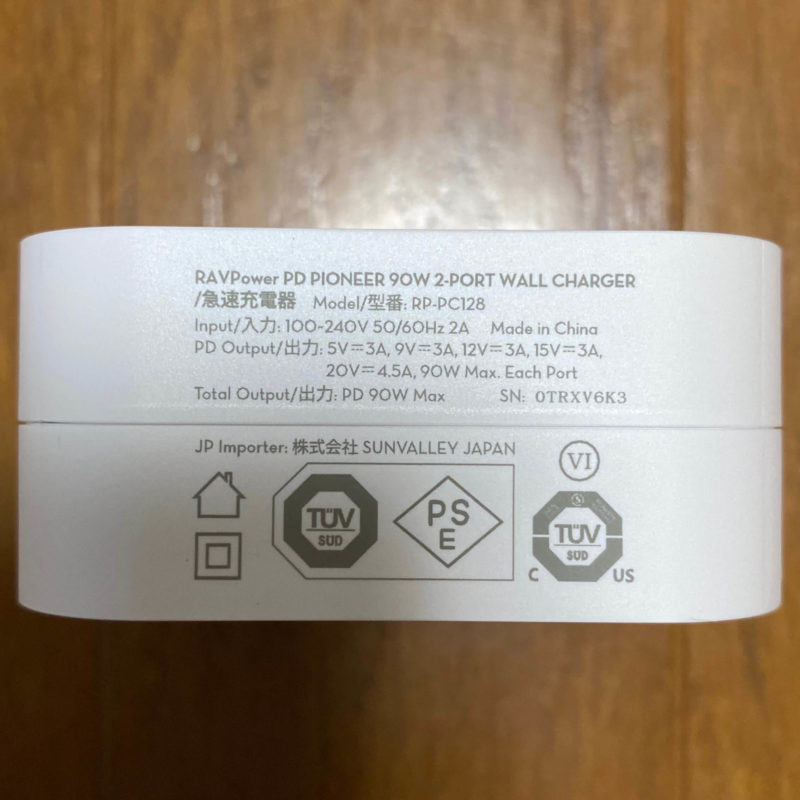 RAVPower PD PIONEER 90W 2-PORT WALL CHARGER
/急速充電器 Model/型番: RP-PC128
Input/入力: 100~240V 50/60Hz 2A Made in China
PD Output/出力: 5V⎓3A, 9V⎓3A, 12V⎓3A, 15V⎓3A,
20V⎓4.5A, 90W Max. Each Port
Total Output/出力: PD 90W Max SN: 0TRXV6K3
JP Importer: 株式会社 SUNVALLEY JAPAN
VI
TÜV
SÜD
PS
E
TÜV
SÜD
C US